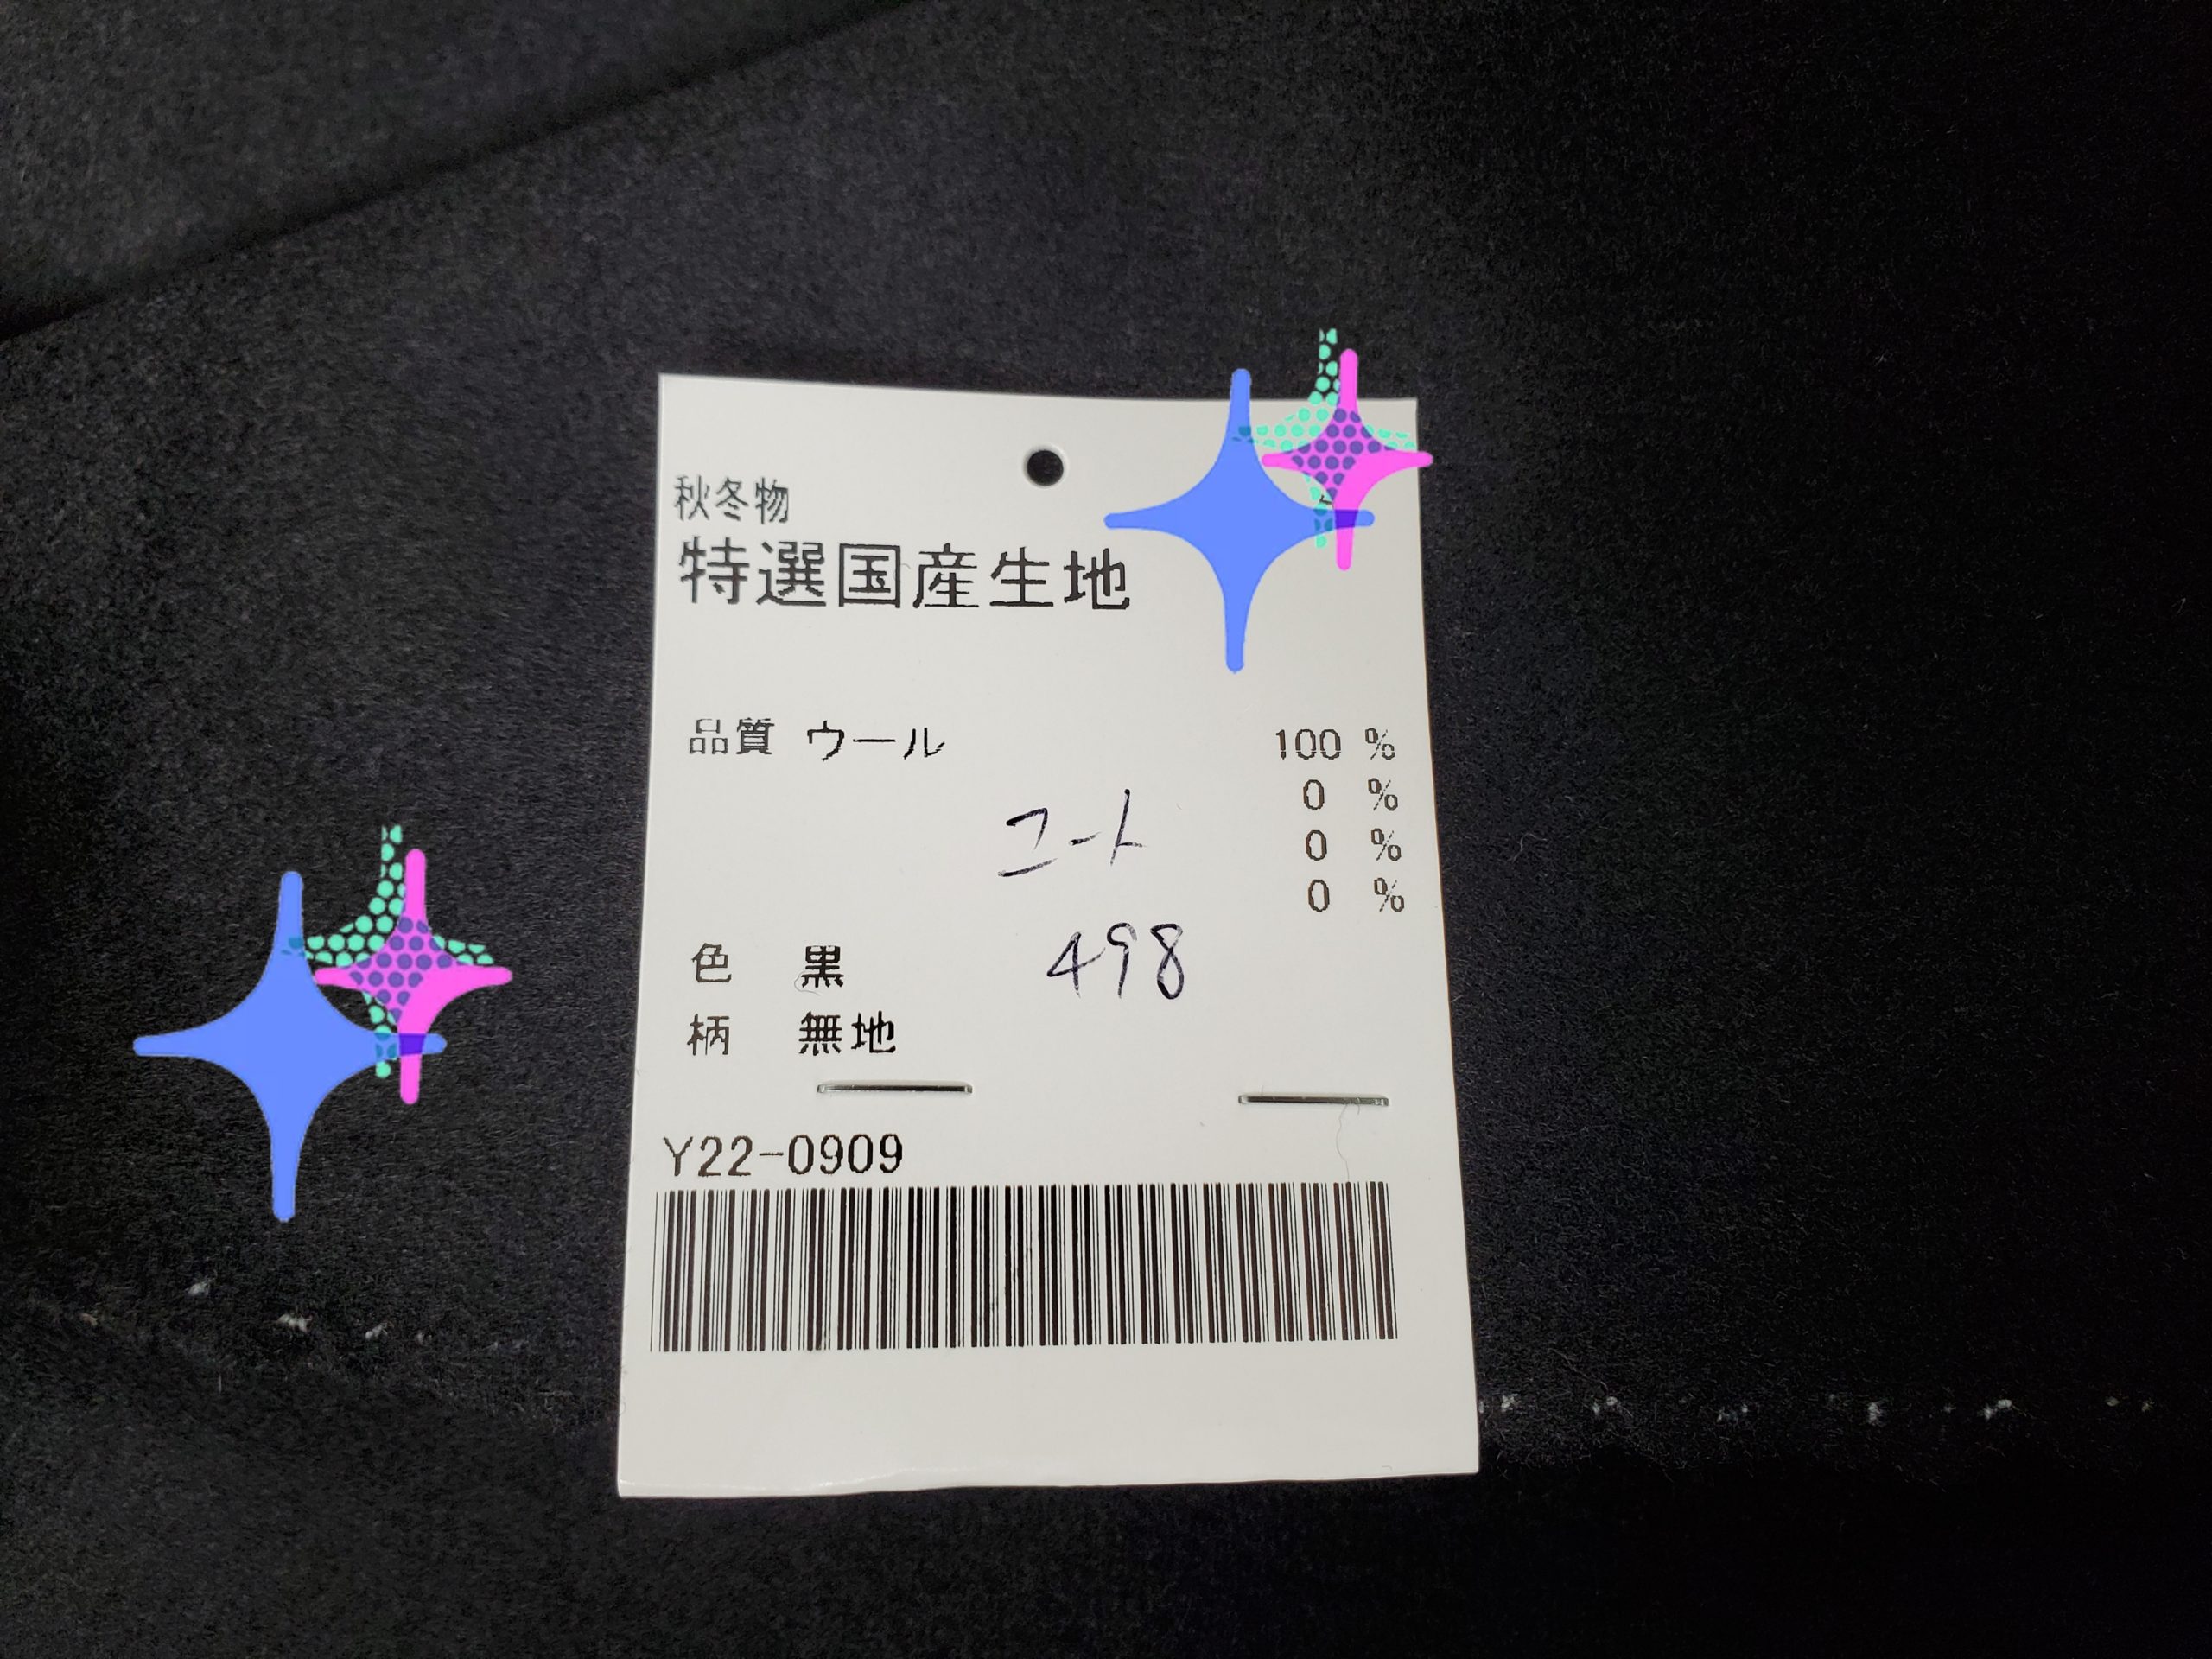 秋冬物
特選国産生地
品質 ウール 100 %
0 %
コート
0 %
0 %
色 黒 498
柄 無地
Y22-0909